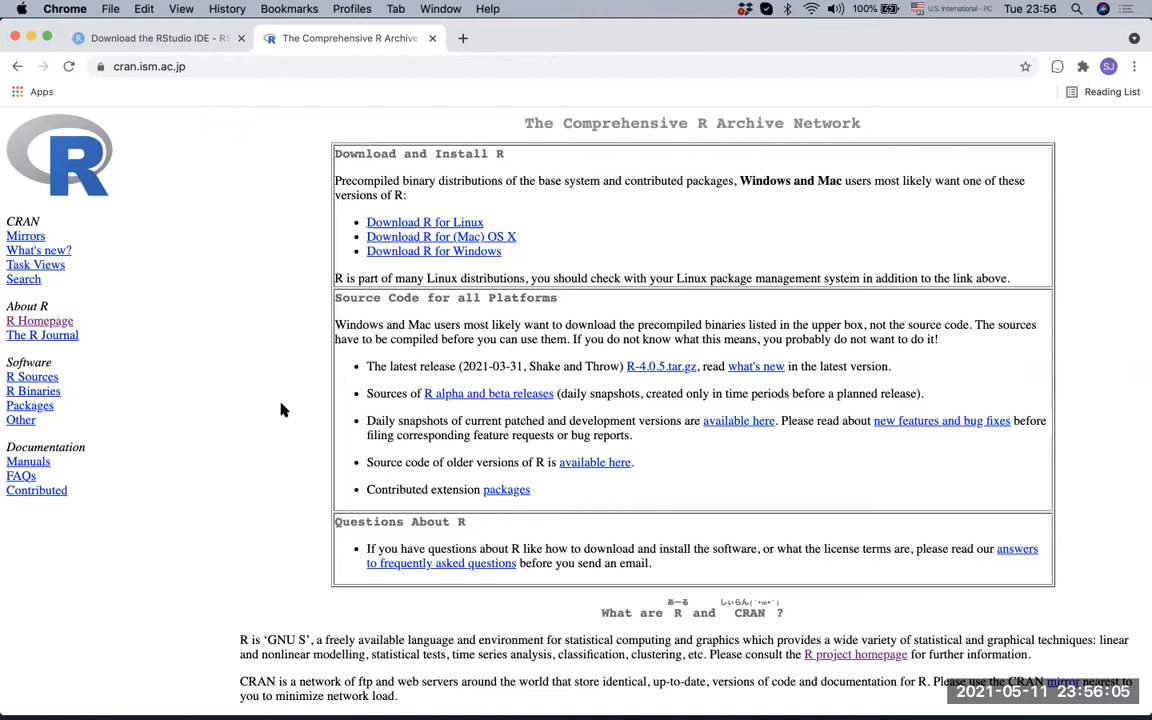 Chrome File Edit View History Bookmarks Profiles Tab Window Help 100% U.S. International - PC Tue 23:56
Download the RStudio IDE - RS The Comprehensive R Archive
cran.ism.ac.jp SJ
Apps Reading List
The Comprehensive R Archive Network
R
CRAN
Mirrors
What's new?
Task Views
Search
About R
R Homepage
The R Journal
Software
R Sources
R Binaries
Packages
Other
Documentation
Manuals
FAQs
Contributed
Download and Install R
Precompiled binary distributions of the base system and contributed packages, Windows and Mac users most likely want one of these
versions of R:
• Download R for Linux
• Download R for (Mac) OS X
• Download R for Windows
R is part of many Linux distributions, you should check with your Linux package management system in addition to the link above.
Source Code for all Platforms
Windows and Mac users most likely want to download the precompiled binaries listed in the upper box, not the source code. The sources
have to be compiled before you can use them. If you do not know what this means, you probably do not want to do it!
• The latest release (2021-03-31, Shake and Throw) R-4.0.5.tar.gz, read what's new in the latest version.
• Sources of R alpha and beta releases (daily snapshots, created only in time periods before a planned release).
• Daily snapshots of current patched and development versions are available here. Please read about new features and bug fixes before
filing corresponding feature requests or bug reports.
• Source code of older versions of R is available here.
• Contributed extension packages
Questions About R
• If you have questions about R like how to download and install the software, or what the license terms are, please read our answers
to frequently asked questions before you send an email.
あーる しぃらん(´･ω･`)
What are R and CRAN ?
R is ‘GNU S’, a freely available language and environment for statistical computing and graphics which provides a wide variety of statistical and graphical techniques: linear
and nonlinear modelling, statistical tests, time series analysis, classification, clustering, etc. Please consult the R project homepage for further information.
CRAN is a network of ftp and web servers around the world that store identical, up-to-date, versions of code and documentation for R. Please use the CRAN mirror nearest to
you to minimize network load.
2021-05-11 23:56:05